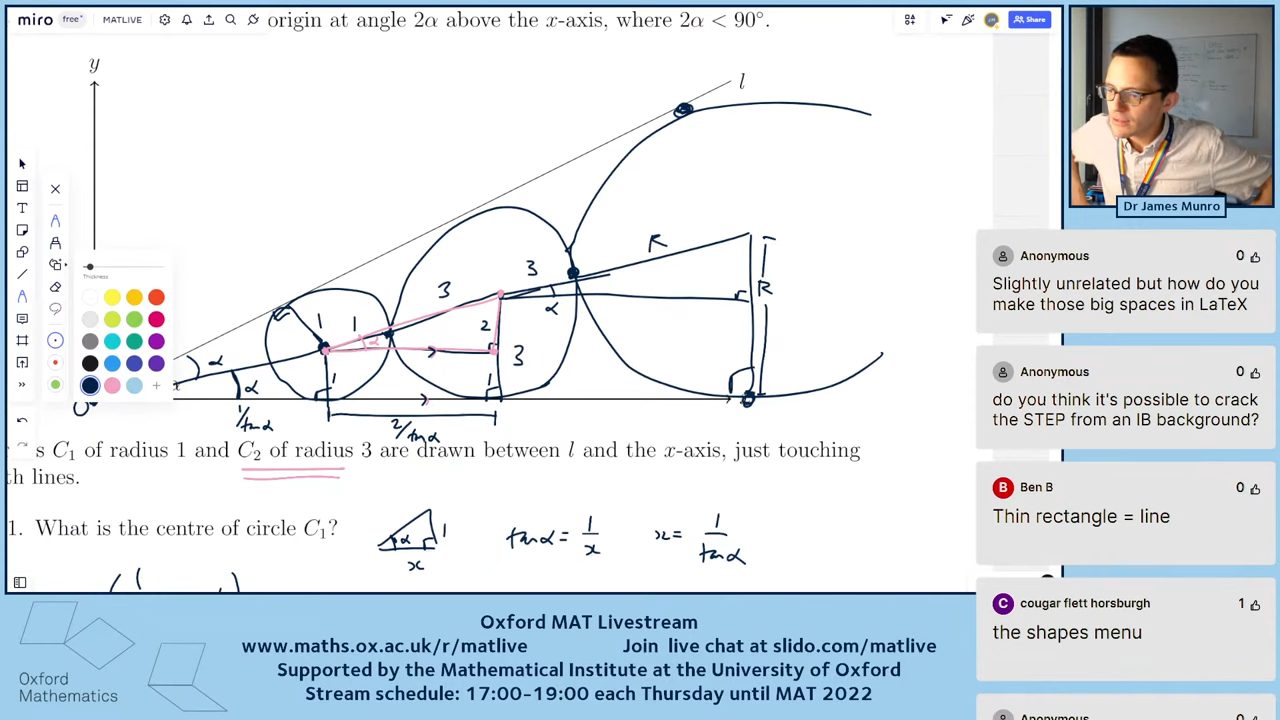 miro
free
MATLIVE
Share
origin at angle 2α above the x-axis, where 2α < 90°.
y
l
R
3
R
3
α
1
1
α
2
3
α
α
1
1
1/tanα
2/tanα
Thickness
s C₁ of radius 1 and C₂ of radius 3 are drawn between l and the x-axis, just touching
th lines.
1. What is the centre of circle C₁?
α
1
x
tanα = 1/x
x = 1/tanα
Dr James Munro
Anonymous
0
Slightly unrelated but how do you
make those big spaces in LaTeX
Anonymous
0
do you think it's possible to crack
the STEP from an IB background?
B
Ben B
0
Thin rectangle = line
C
cougar flett horsburgh
1
the shapes menu
Anonymous
0
Oxford
Mathematics
Oxford MAT Livestream
www.maths.ox.ac.uk/r/matlive
Join live chat at slido.com/matlive
Supported by the Mathematical Institute at the University of Oxford
Stream schedule: 17:00-19:00 each Thursday until MAT 2022